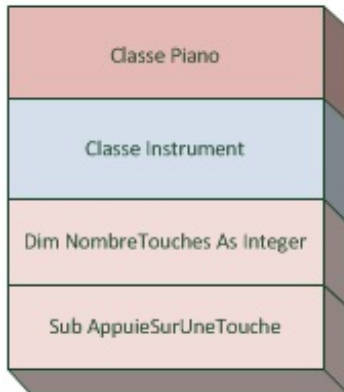 Classe Piano
Classe Instrument
Dim NombreTouches As Integer
Sub AppuieSurUneTouche